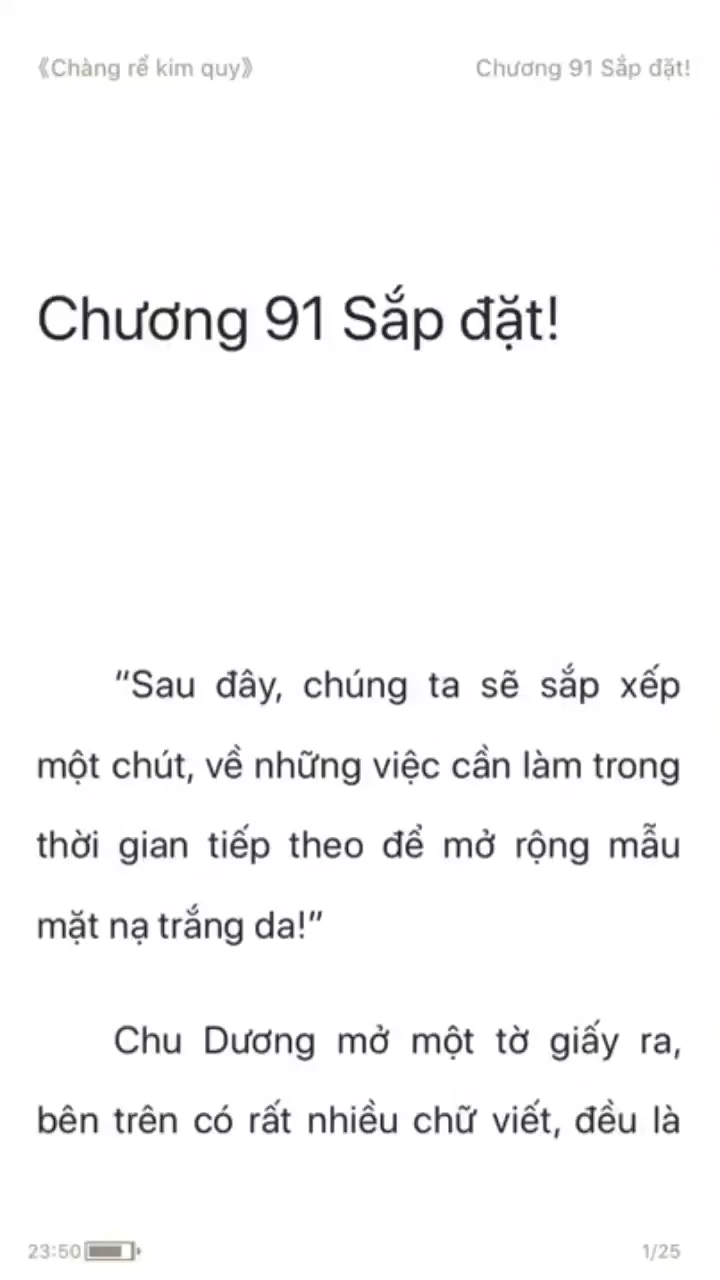 《Chàng rể kim quy》
Chương 91 Sắp đặt!
Chương 91 Sắp đặt!
“Sau đây, chúng ta sẽ sắp xếp
một chút, về những việc cần làm trong
thời gian tiếp theo để mở rộng mẫu
mặt nạ trắng da!”
Chu Dương mở một tờ giấy ra,
bên trên có rất nhiều chữ viết, đều là
23:50
1/25